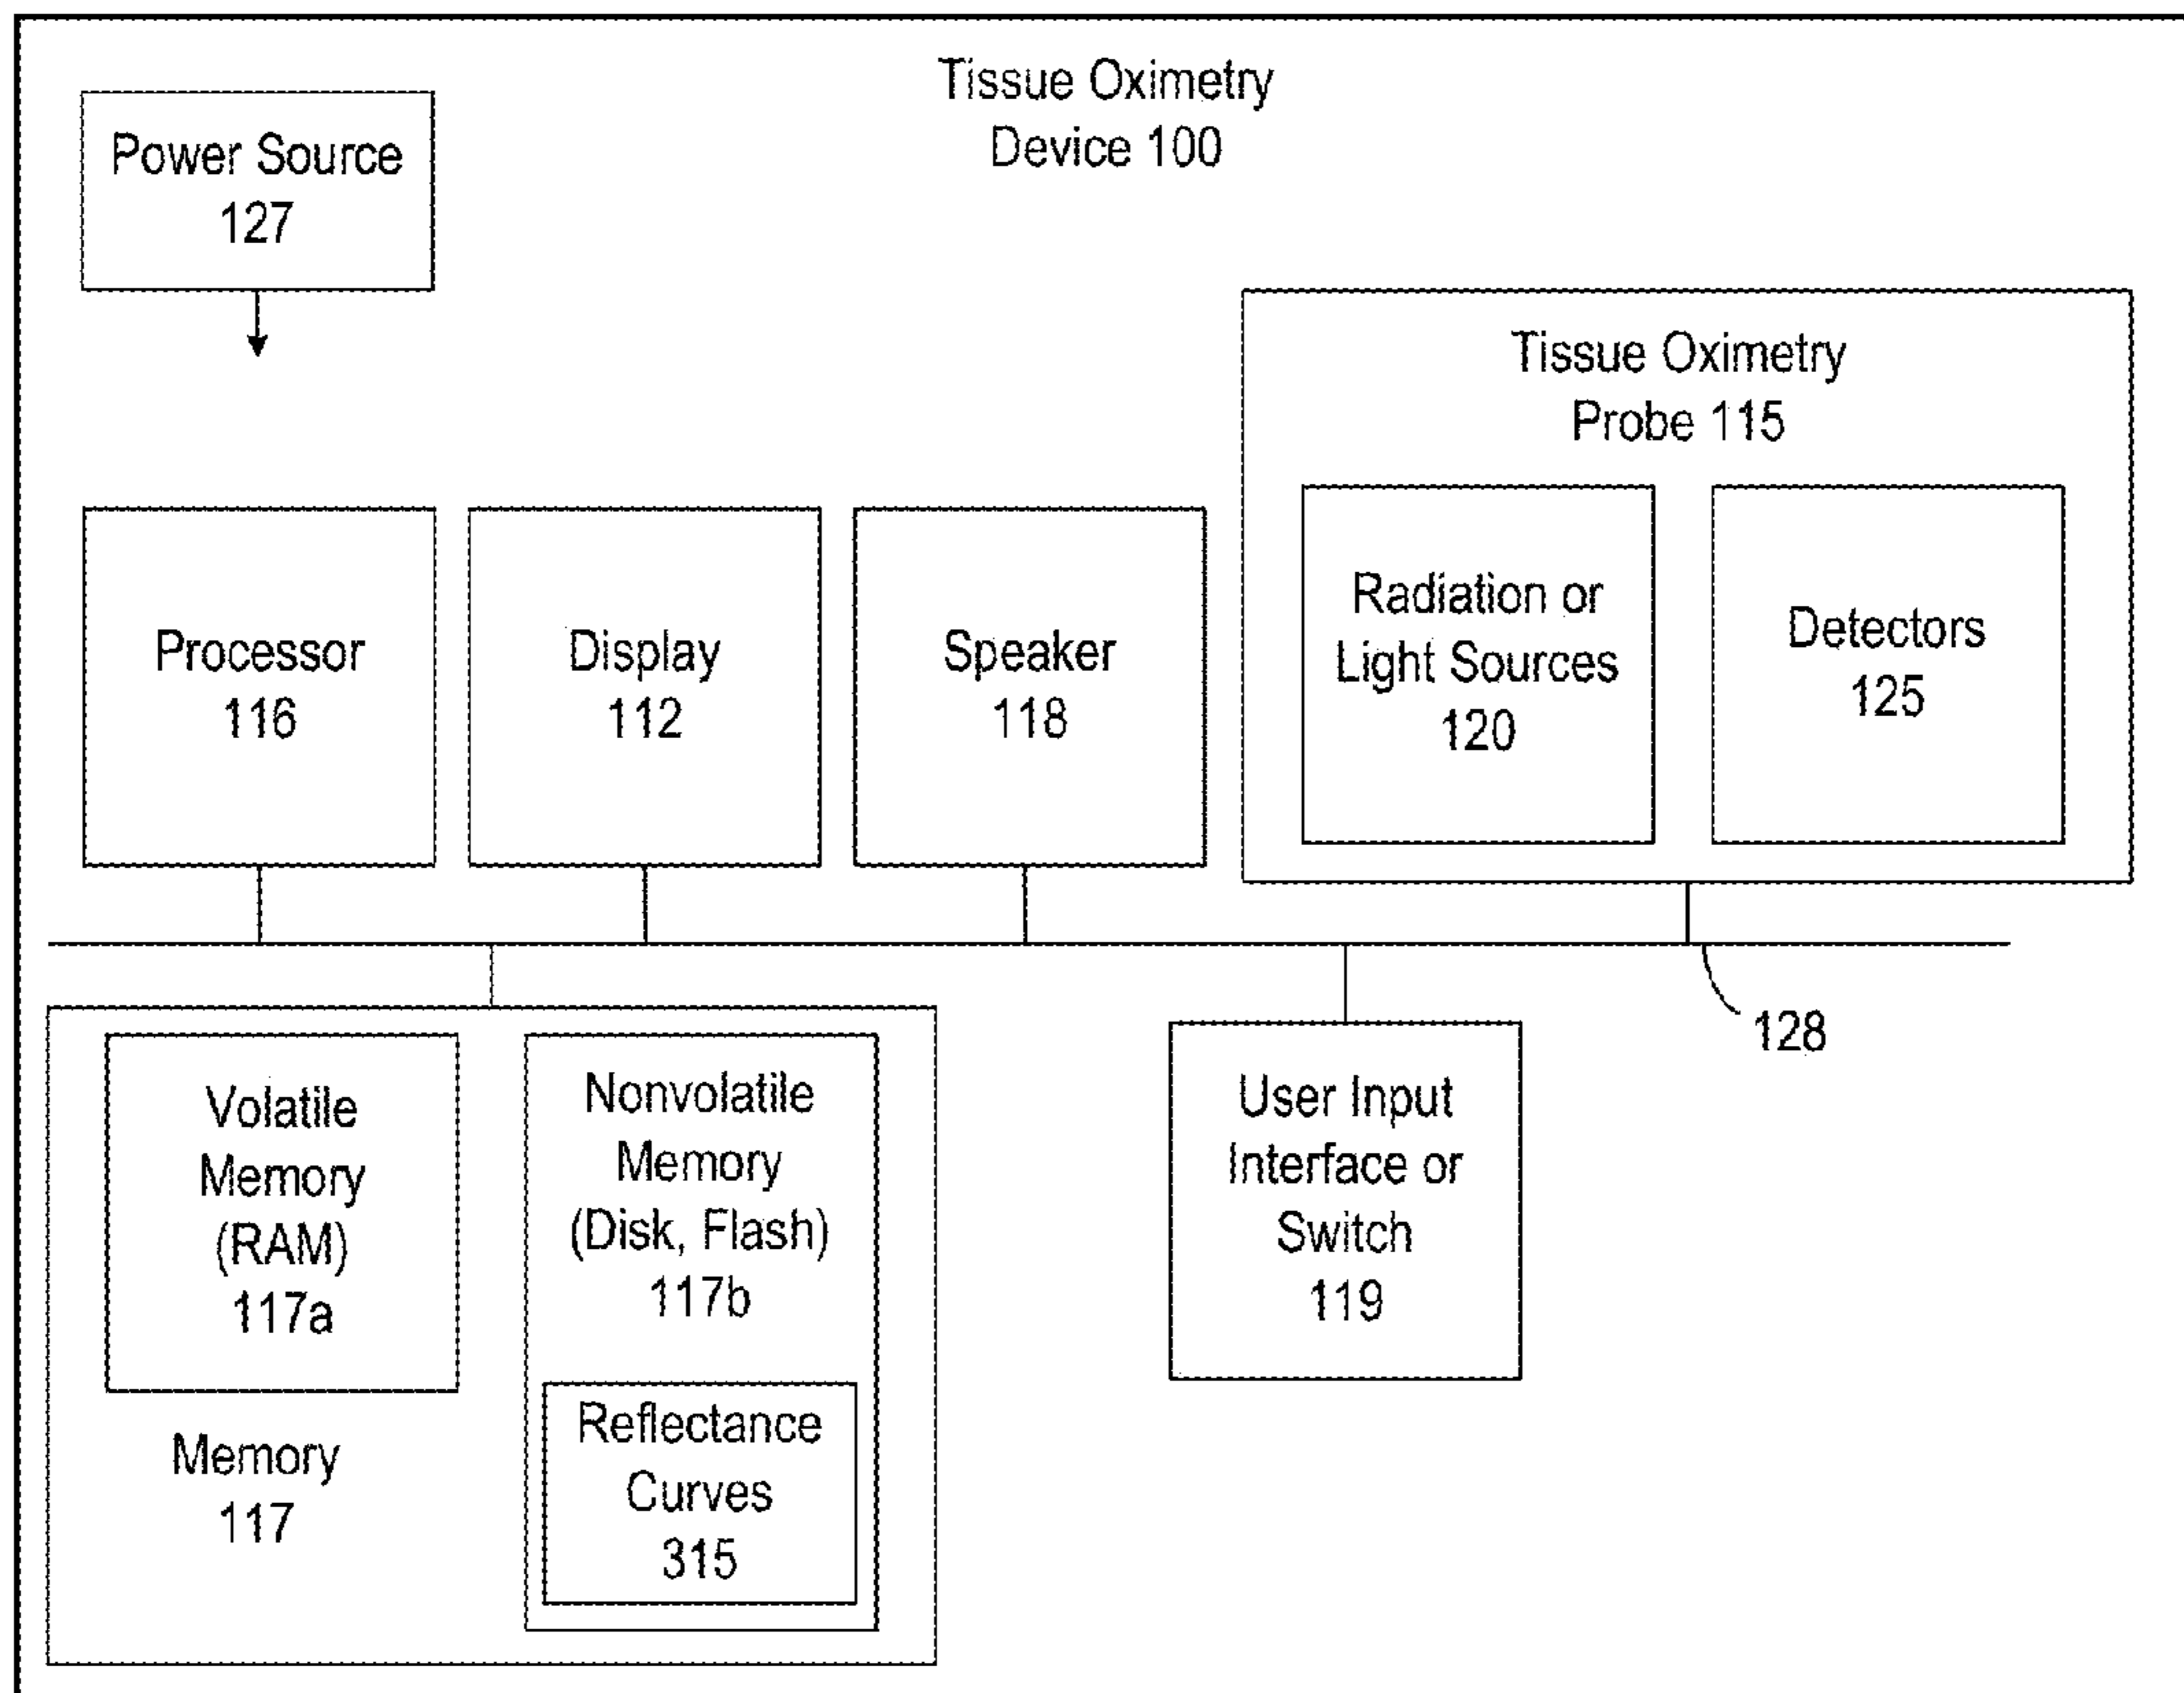 Tissue Oximetry
Device 100
Power Source
127
Tissue Oximetry
Probe 115
Processor
116
Display
112
Speaker
118
Radiation or
Light Sources
120
Detectors
125
128
Volatile
Memory
(RAM)
117a
Nonvolatile
Memory
(Disk, Flash)
117b
Reflectance
Curves
315
Memory
117
User Input
Interface or
Switch
119